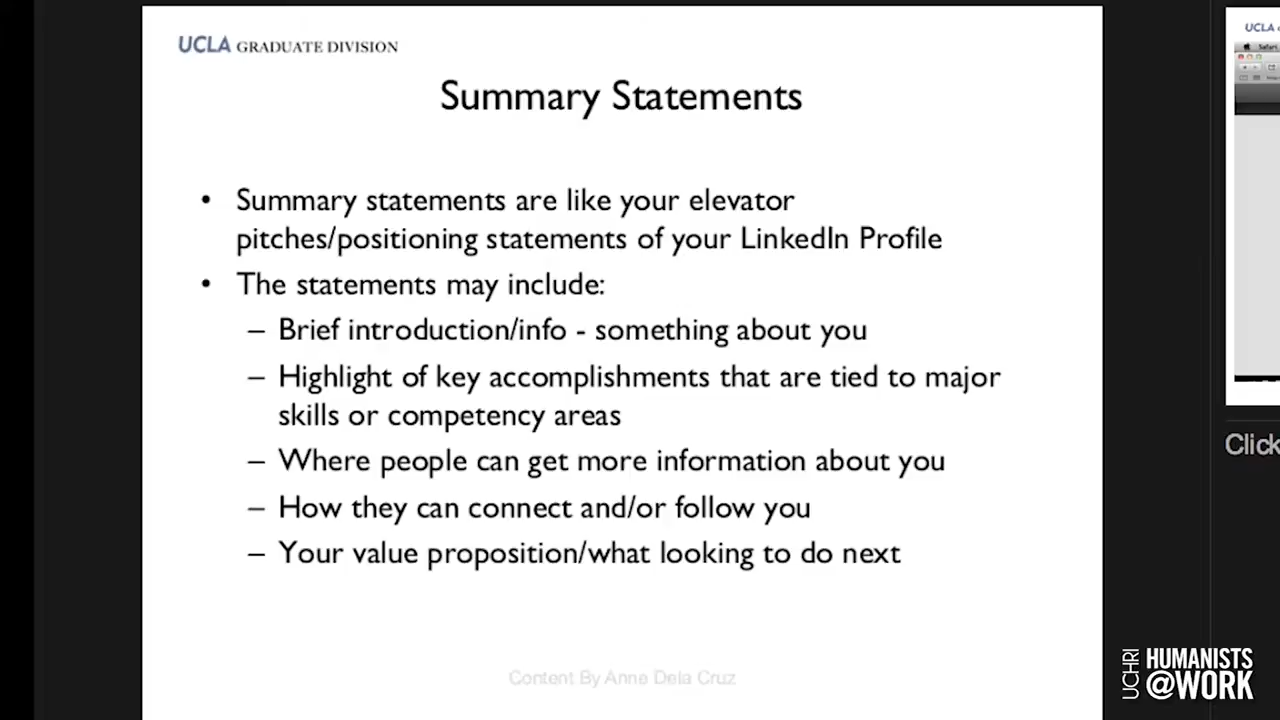 UCLA GRADUATE DIVISION
Summary Statements
• Summary statements are like your elevator
pitches/positioning statements of your LinkedIn Profile
• The statements may include:
– Brief introduction/info - something about you
– Highlight of key accomplishments that are tied to major
skills or competency areas
– Where people can get more information about you
– How they can connect and/or follow you
– Your value proposition/what looking to do next
Content By Anne Dela Cruz
UCLA
Safari
Click
UCHRI HUMANISTS
@WORK